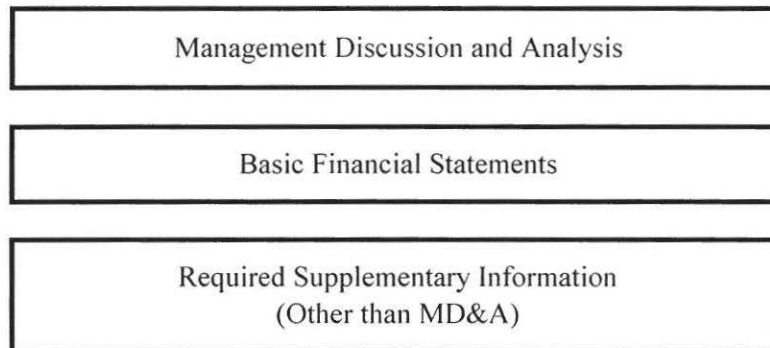 Management Discussion and Analysis
Basic Financial Statements
Required Supplementary Information
(Other than MD&A)